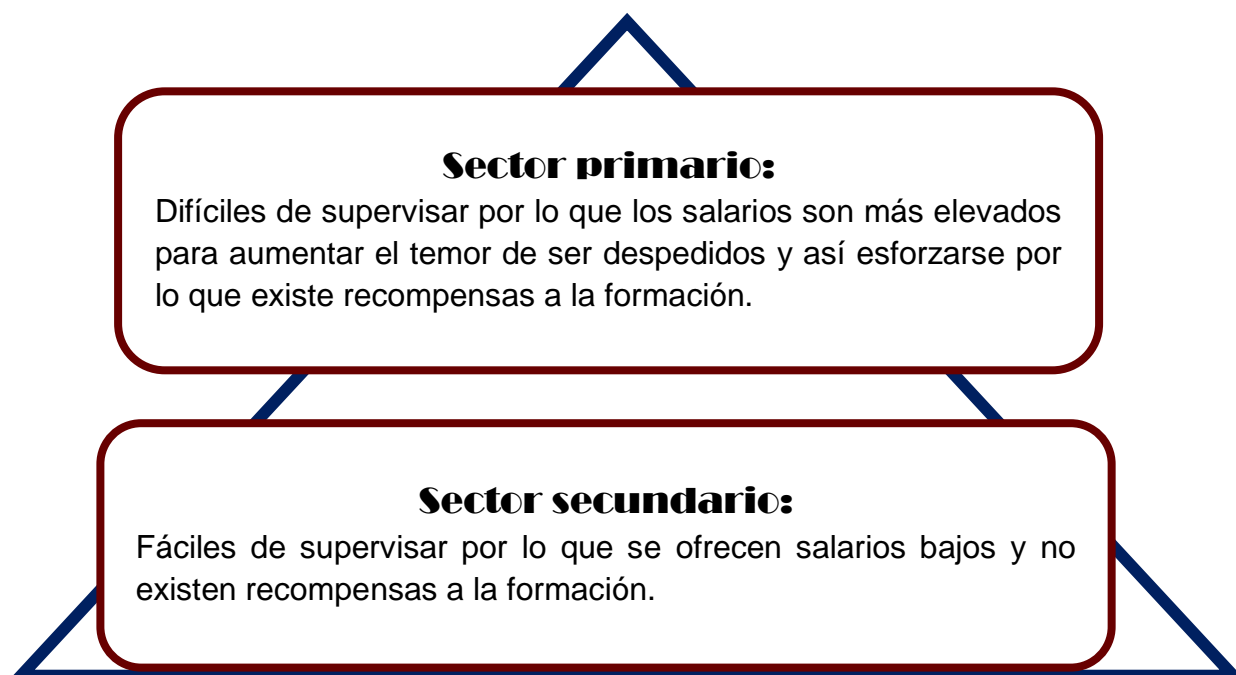 Sector primario:
Difíciles de supervisar por lo que los salarios son más elevados
para aumentar el temor de ser despedidos y así esforzarse por
lo que existe recompensas a la formación.
Sector secundario:
Fáciles de supervisar por lo que se ofrecen salarios bajos y no
existen recompensas a la formación.